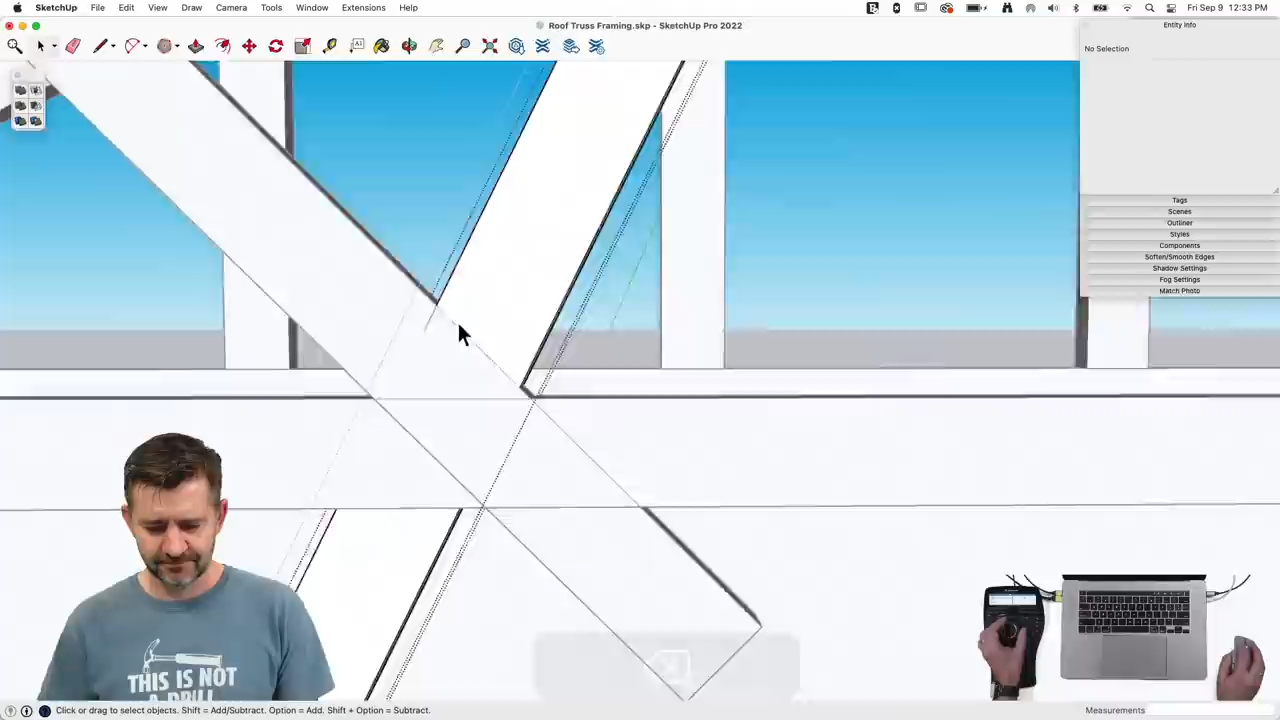 SketchUp File Edit View Draw Camera Tools Window Extensions Help
Fri Sep 9 12:33 PM
Roof Truss Framing.skp - SketchUp Pro 2022
Entity Info
No Selection
Tags
Scenes
Outliner
Styles
Components
Soften/Smooth Edges
Shadow Settings
Fog Settings
Match Photo
THIS IS NOT
A DRILL
Click or drag to select objects. Shift = Add/Subtract. Option = Add. Shift + Option = Subtract.
Measurements